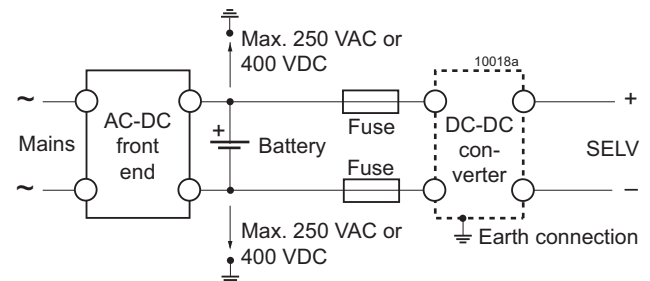 Max. 250 VAC or
400 VDC
10018a
~
Mains
~
AC-DC
front
end
+
Battery
Fuse
Fuse
DC-DC
con-
verter
+
SELV
–
Max. 250 VAC or
400 VDC
Earth connection